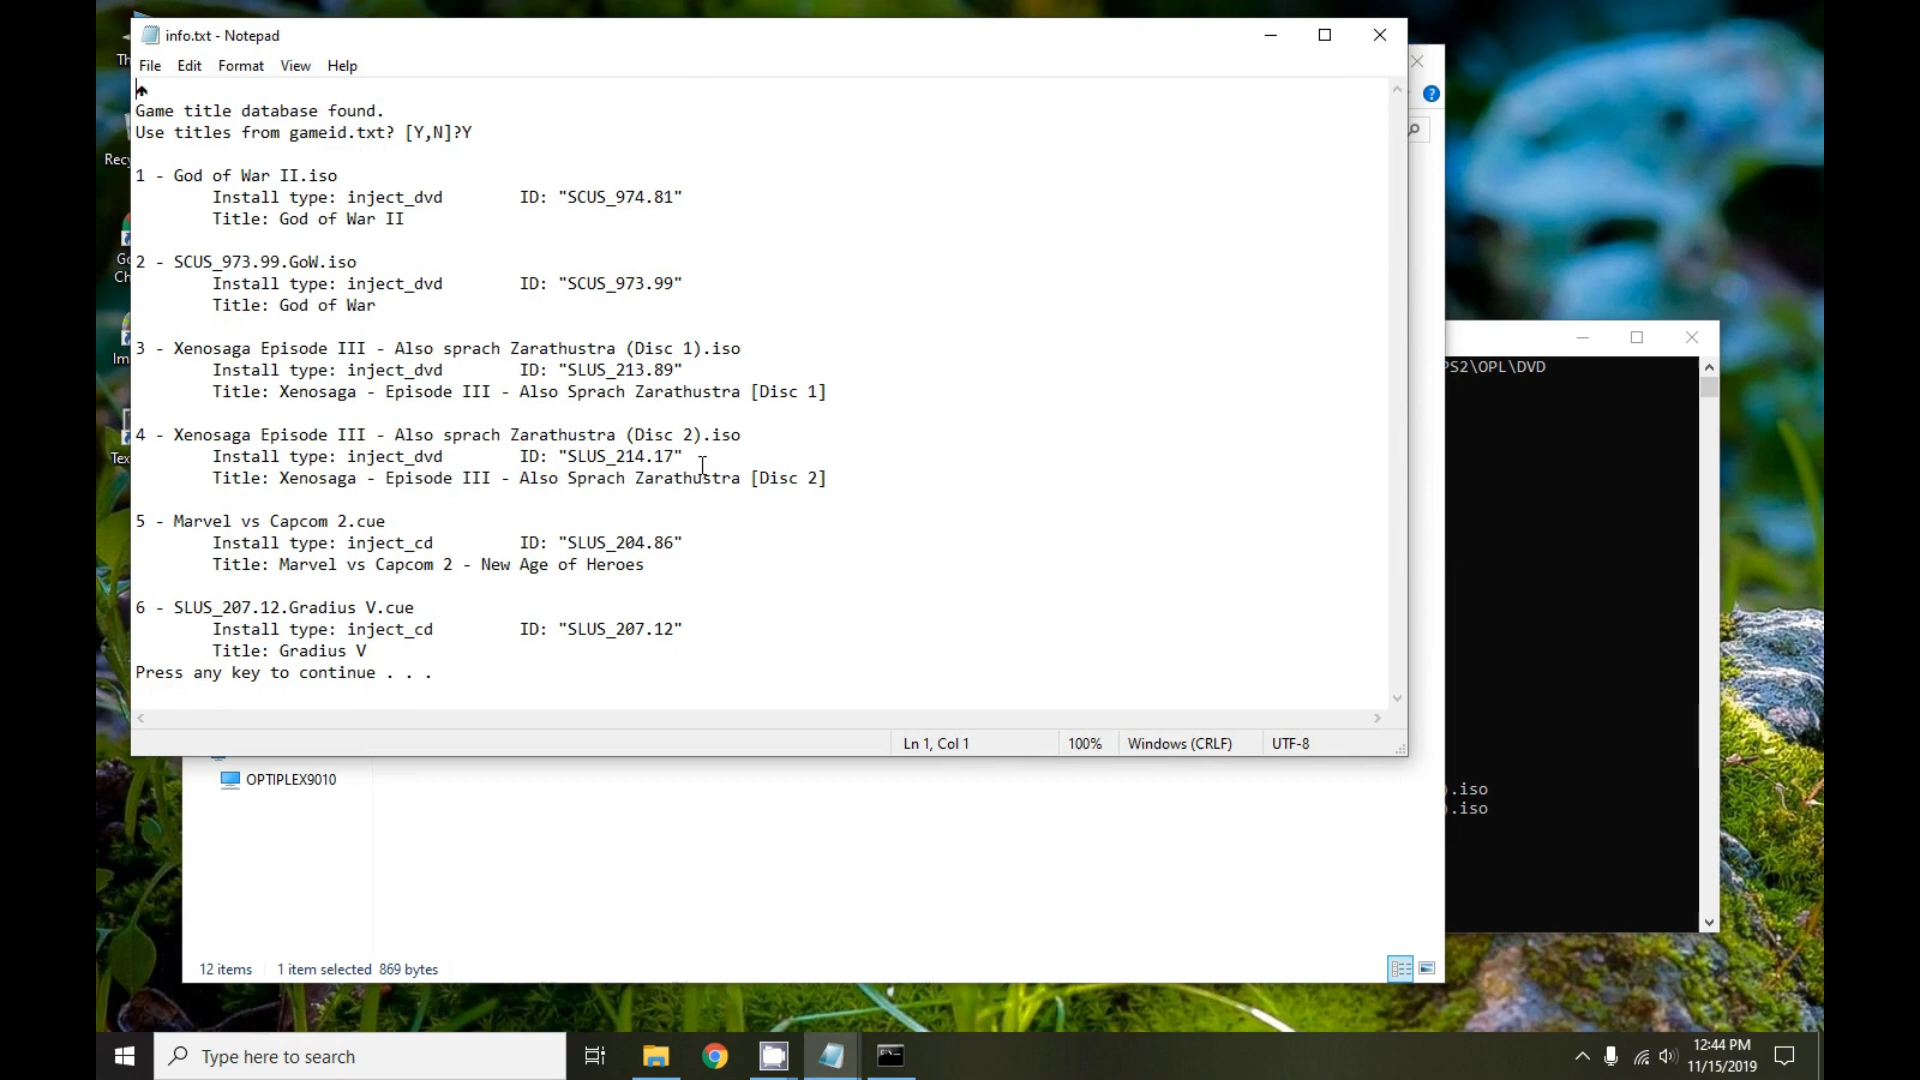 info.txt - Notepad
File Edit Format View Help
Game title database found.
Use titles from gameid.txt? [Y,N]?Y
1 - God of War II.iso
Install type: inject_dvd ID: "SCUS_974.81"
Title: God of War II
2 - SCUS_973.99.GoW.iso
Install type: inject_dvd ID: "SCUS_973.99"
Title: God of War
3 - Xenosaga Episode III - Also sprach Zarathustra (Disc 1).iso
Install type: inject_dvd ID: "SLUS_213.89"
Title: Xenosaga - Episode III - Also Sprach Zarathustra [Disc 1]
4 - Xenosaga Episode III - Also sprach Zarathustra (Disc 2).iso
Install type: inject_dvd ID: "SLUS_214.17"
Title: Xenosaga - Episode III - Also Sprach Zarathustra [Disc 2]
5 - Marvel vs Capcom 2.cue
Install type: inject_cd ID: "SLUS_204.86"
Title: Marvel vs Capcom 2 - New Age of Heroes
6 - SLUS_207.12.Gradius V.cue
Install type: inject_cd ID: "SLUS_207.12"
Title: Gradius V
Press any key to continue . . .
Ln 1, Col 1 100% Windows (CRLF) UTF-8
Th
Recy
Go
Ch
Im
Tex
PS2\OPL\DVD
).iso
).iso
OPTIPLEX9010
12 items 1 item selected 869 bytes
Type here to search
12:44 PM
11/15/2019